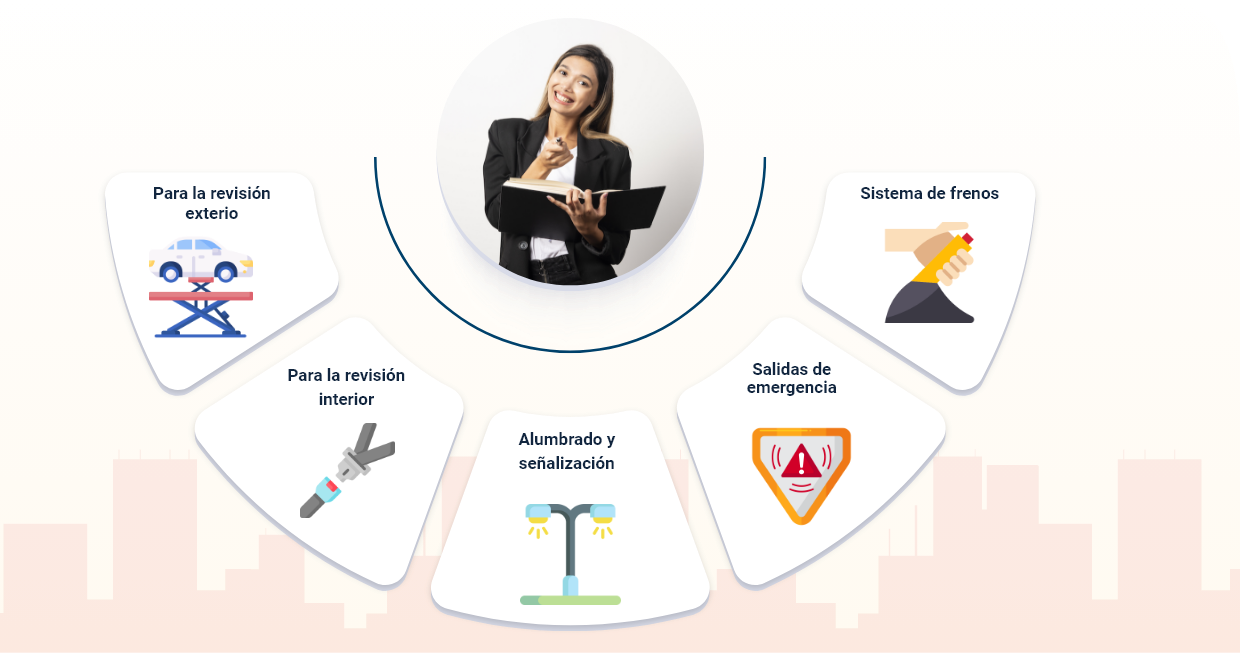 Para la revisión
exterio
Para la revisión
interior
Alumbrado y
señalización
Salidas de
emergencia
Sistema de frenos